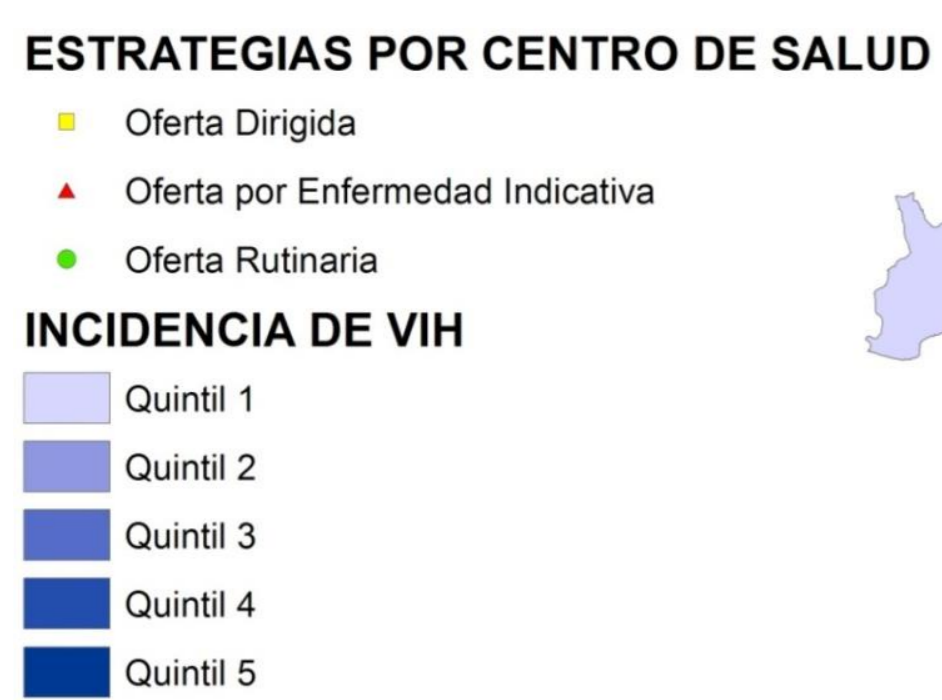 ESTRATEGIAS POR CENTRO DE SALUD
Oferta Dirigida
Oferta por Enfermedad Indicativa
Oferta Rutinaria
INCIDENCIA DE VIH
Quintil 1
Quintil 2
Quintil 3
Quintil 4
Quintil 5